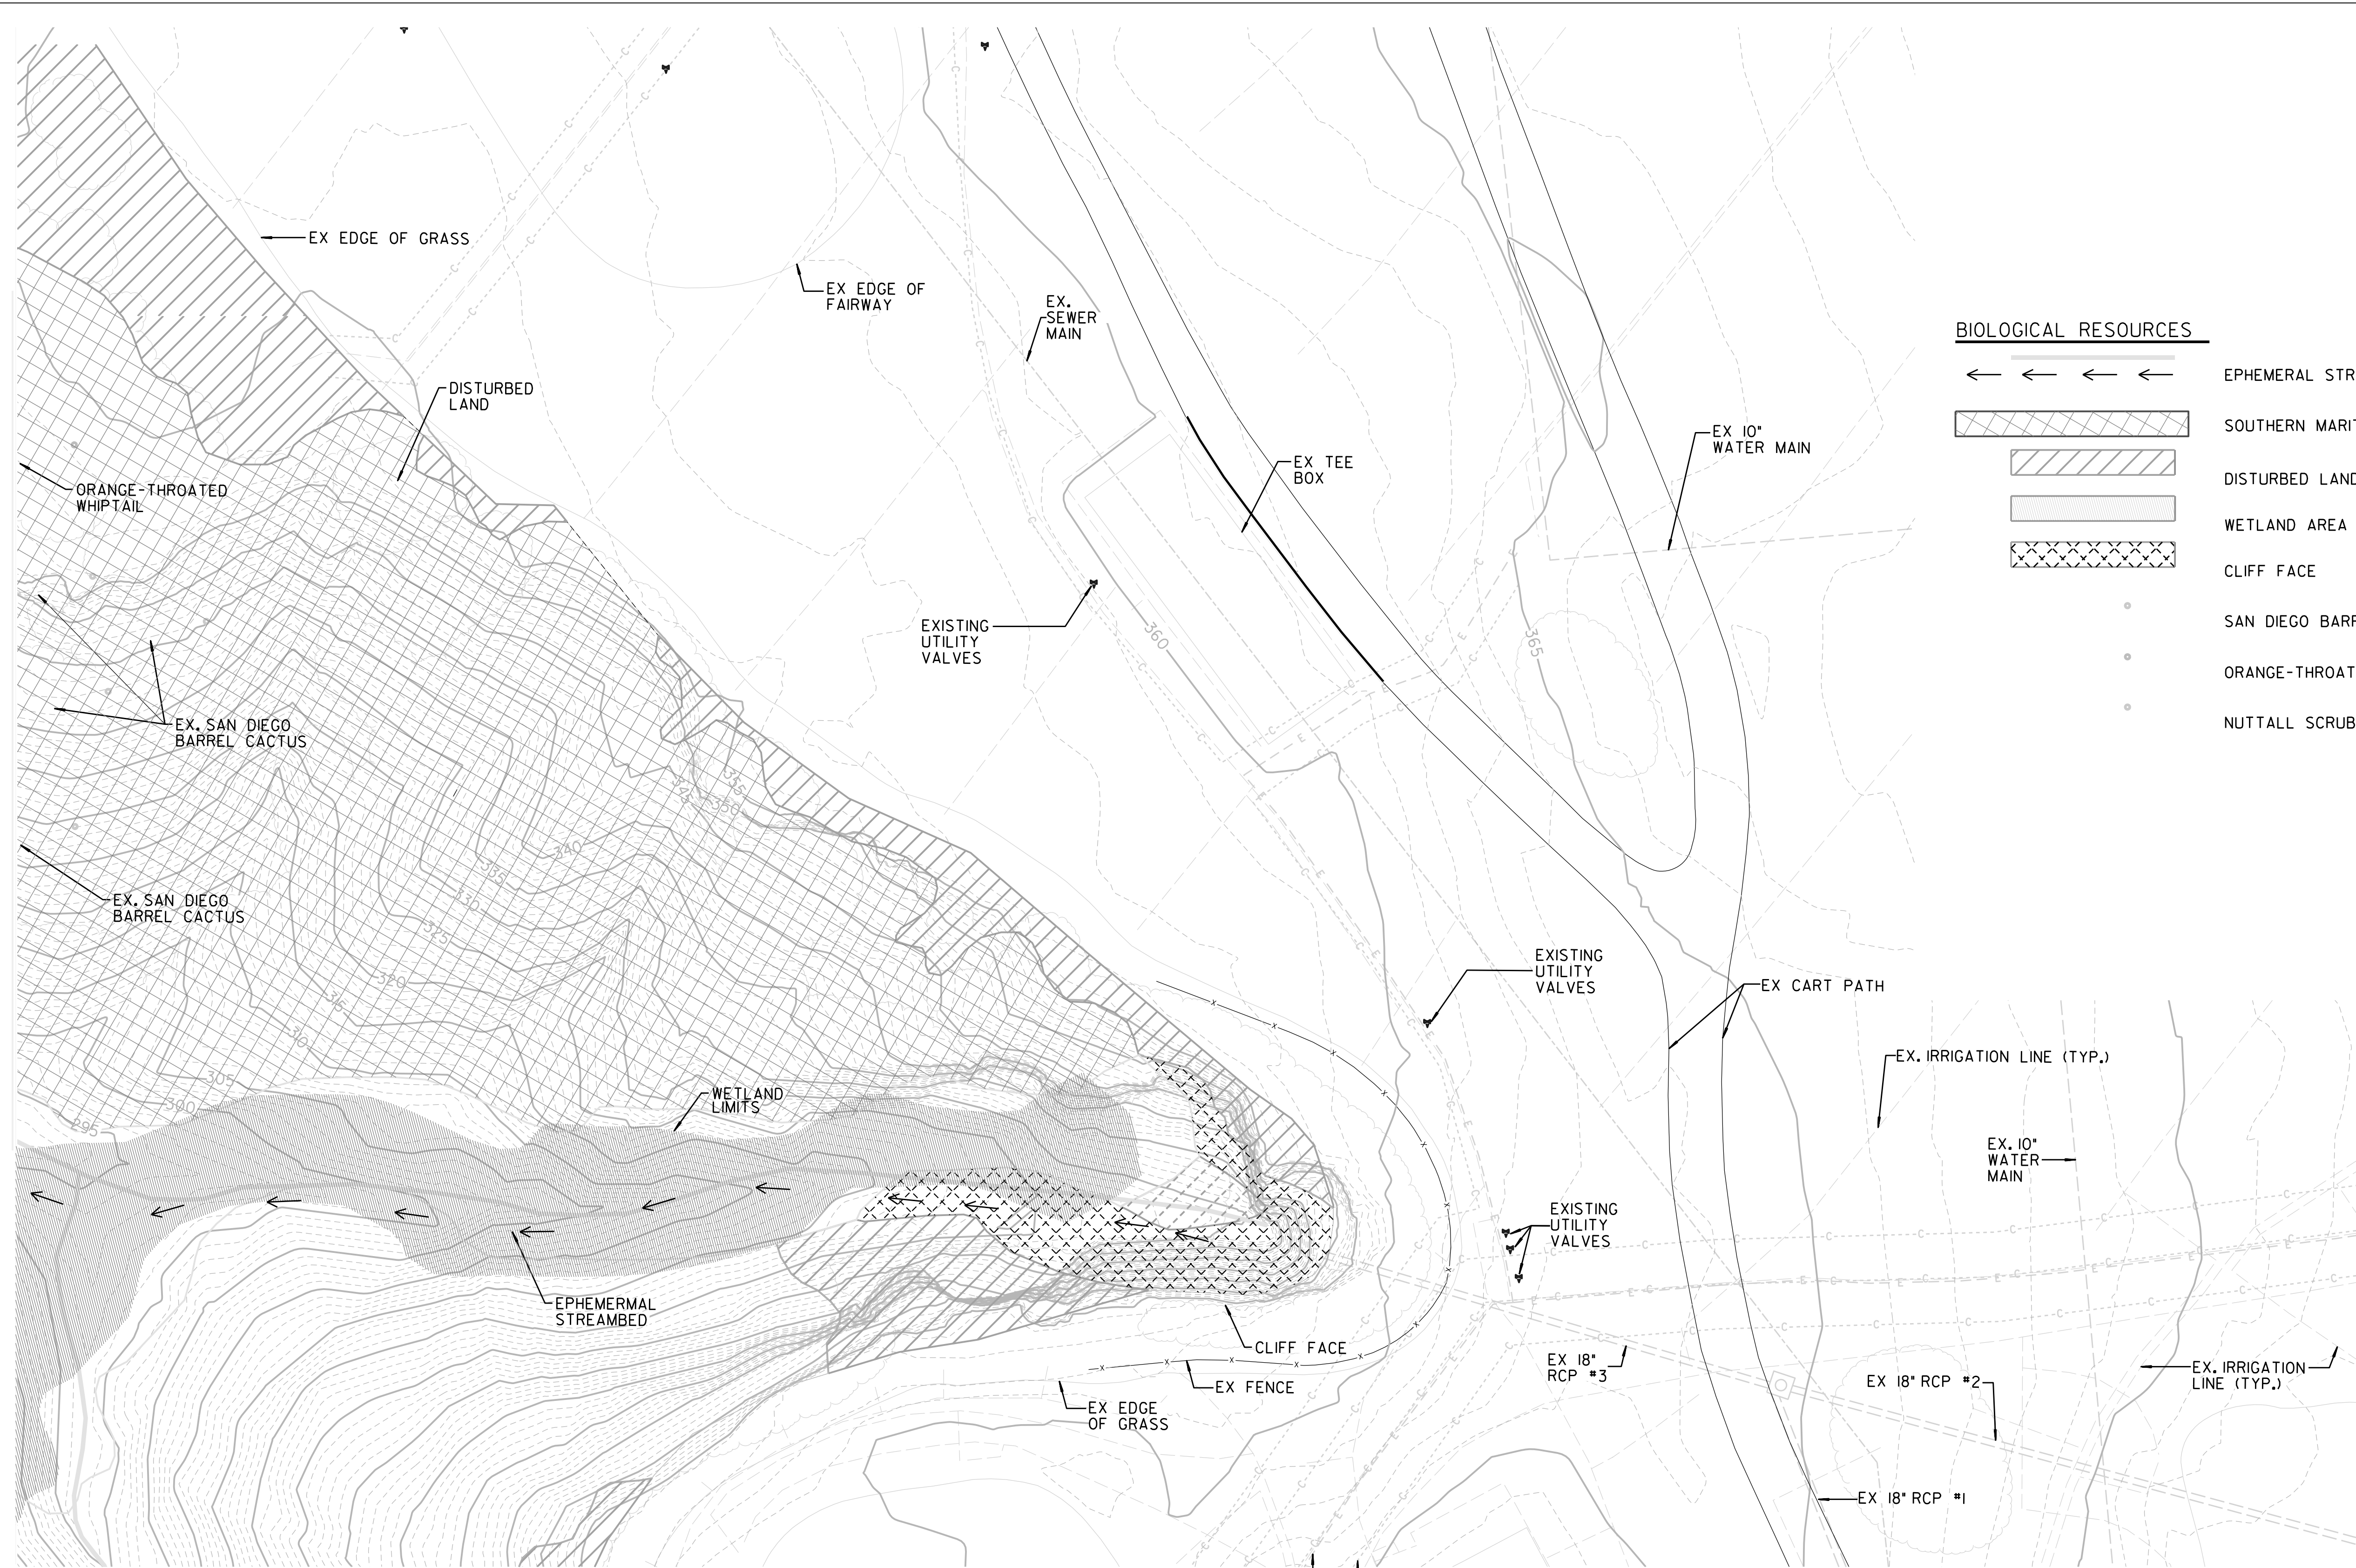 EX EDGE OF GRASS
EX EDGE OF
FAIRWAY
EX.
SEWER
MAIN
BIOLOGICAL RESOURCES
EPHEMERAL STR
SOUTHERN MARIT
DISTURBED LAND
WETLAND AREA
CLIFF FACE
SAN DIEGO BARR
ORANGE-THROAT
NUTTALL SCRUB
DISTURBED
LAND
EX 10"
WATER MAIN
EX TEE
BOX
ORANGE-THROATED
WHIPTAIL
EXISTING
UTILITY
VALVES
360
365
EX. SAN DIEGO
BARREL CACTUS
355
350
345
340
335
330
325
320
315
310
305
300
295
EX. SAN DIEGO
BARREL CACTUS
EXISTING
UTILITY
VALVES
EX CART PATH
EX. IRRIGATION LINE (TYP.)
WETLAND
LIMITS
EX. 10"
WATER
MAIN
EXISTING
UTILITY
VALVES
EPHEMERMAL
STREAMBED
CLIFF FACE
EX FENCE
EX 18"
RCP #3
EX 18" RCP #2
EX. IRRIGATION
LINE (TYP.)
EX EDGE
OF GRASS
EX 18" RCP #1